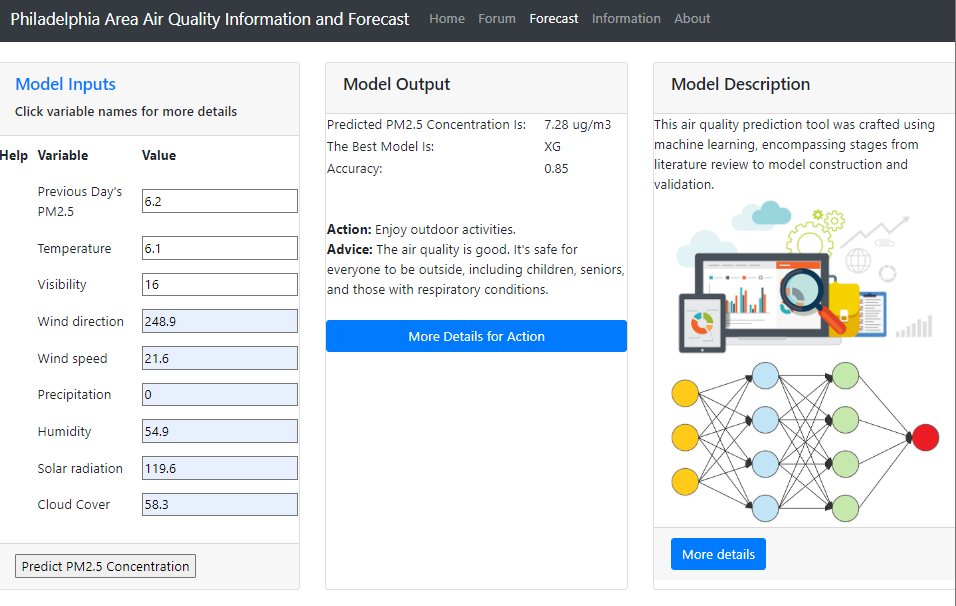 Philadelphia Area Air Quality Information and Forecast Home Forum Forecast Information About
Model Inputs
Click variable names for more details
Help Variable Value
Previous Day's
PM2.5
6.2
Temperature 6.1
Visibility 16
Wind direction 248.9
Wind speed 21.6
Precipitation 0
Humidity 54.9
Solar radiation 119.6
Cloud Cover 58.3
Predict PM2.5 Concentration
Model Output
Predicted PM2.5 Concentration Is: 7.28 ug/m3
The Best Model Is: XG
Accuracy: 0.85
Action: Enjoy outdoor activities.
Advice: The air quality is good. It's safe for
everyone to be outside, including children, seniors,
and those with respiratory conditions.
More Details for Action
Model Description
This air quality prediction tool was crafted using
machine learning, encompassing stages from
literature review to model construction and
validation.
More details